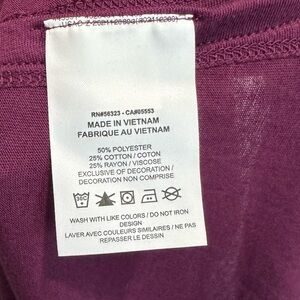 RN#56323 - CA#05553
MADE IN VIETNAM
FABRIQUE AU VIETNAM
50% POLYESTER
25% COTTON / COTON
25% RAYON / VISCOSE
EXCLUSIVE OF DECORATION /
DECORATION NON COMPRISE
WASH WITH LIKE COLORS / DO NOT IRON
DESIGN
LAVER AVEC COULEURS SIMILAIRES / NE PAS
REPASSER LE DESSIN